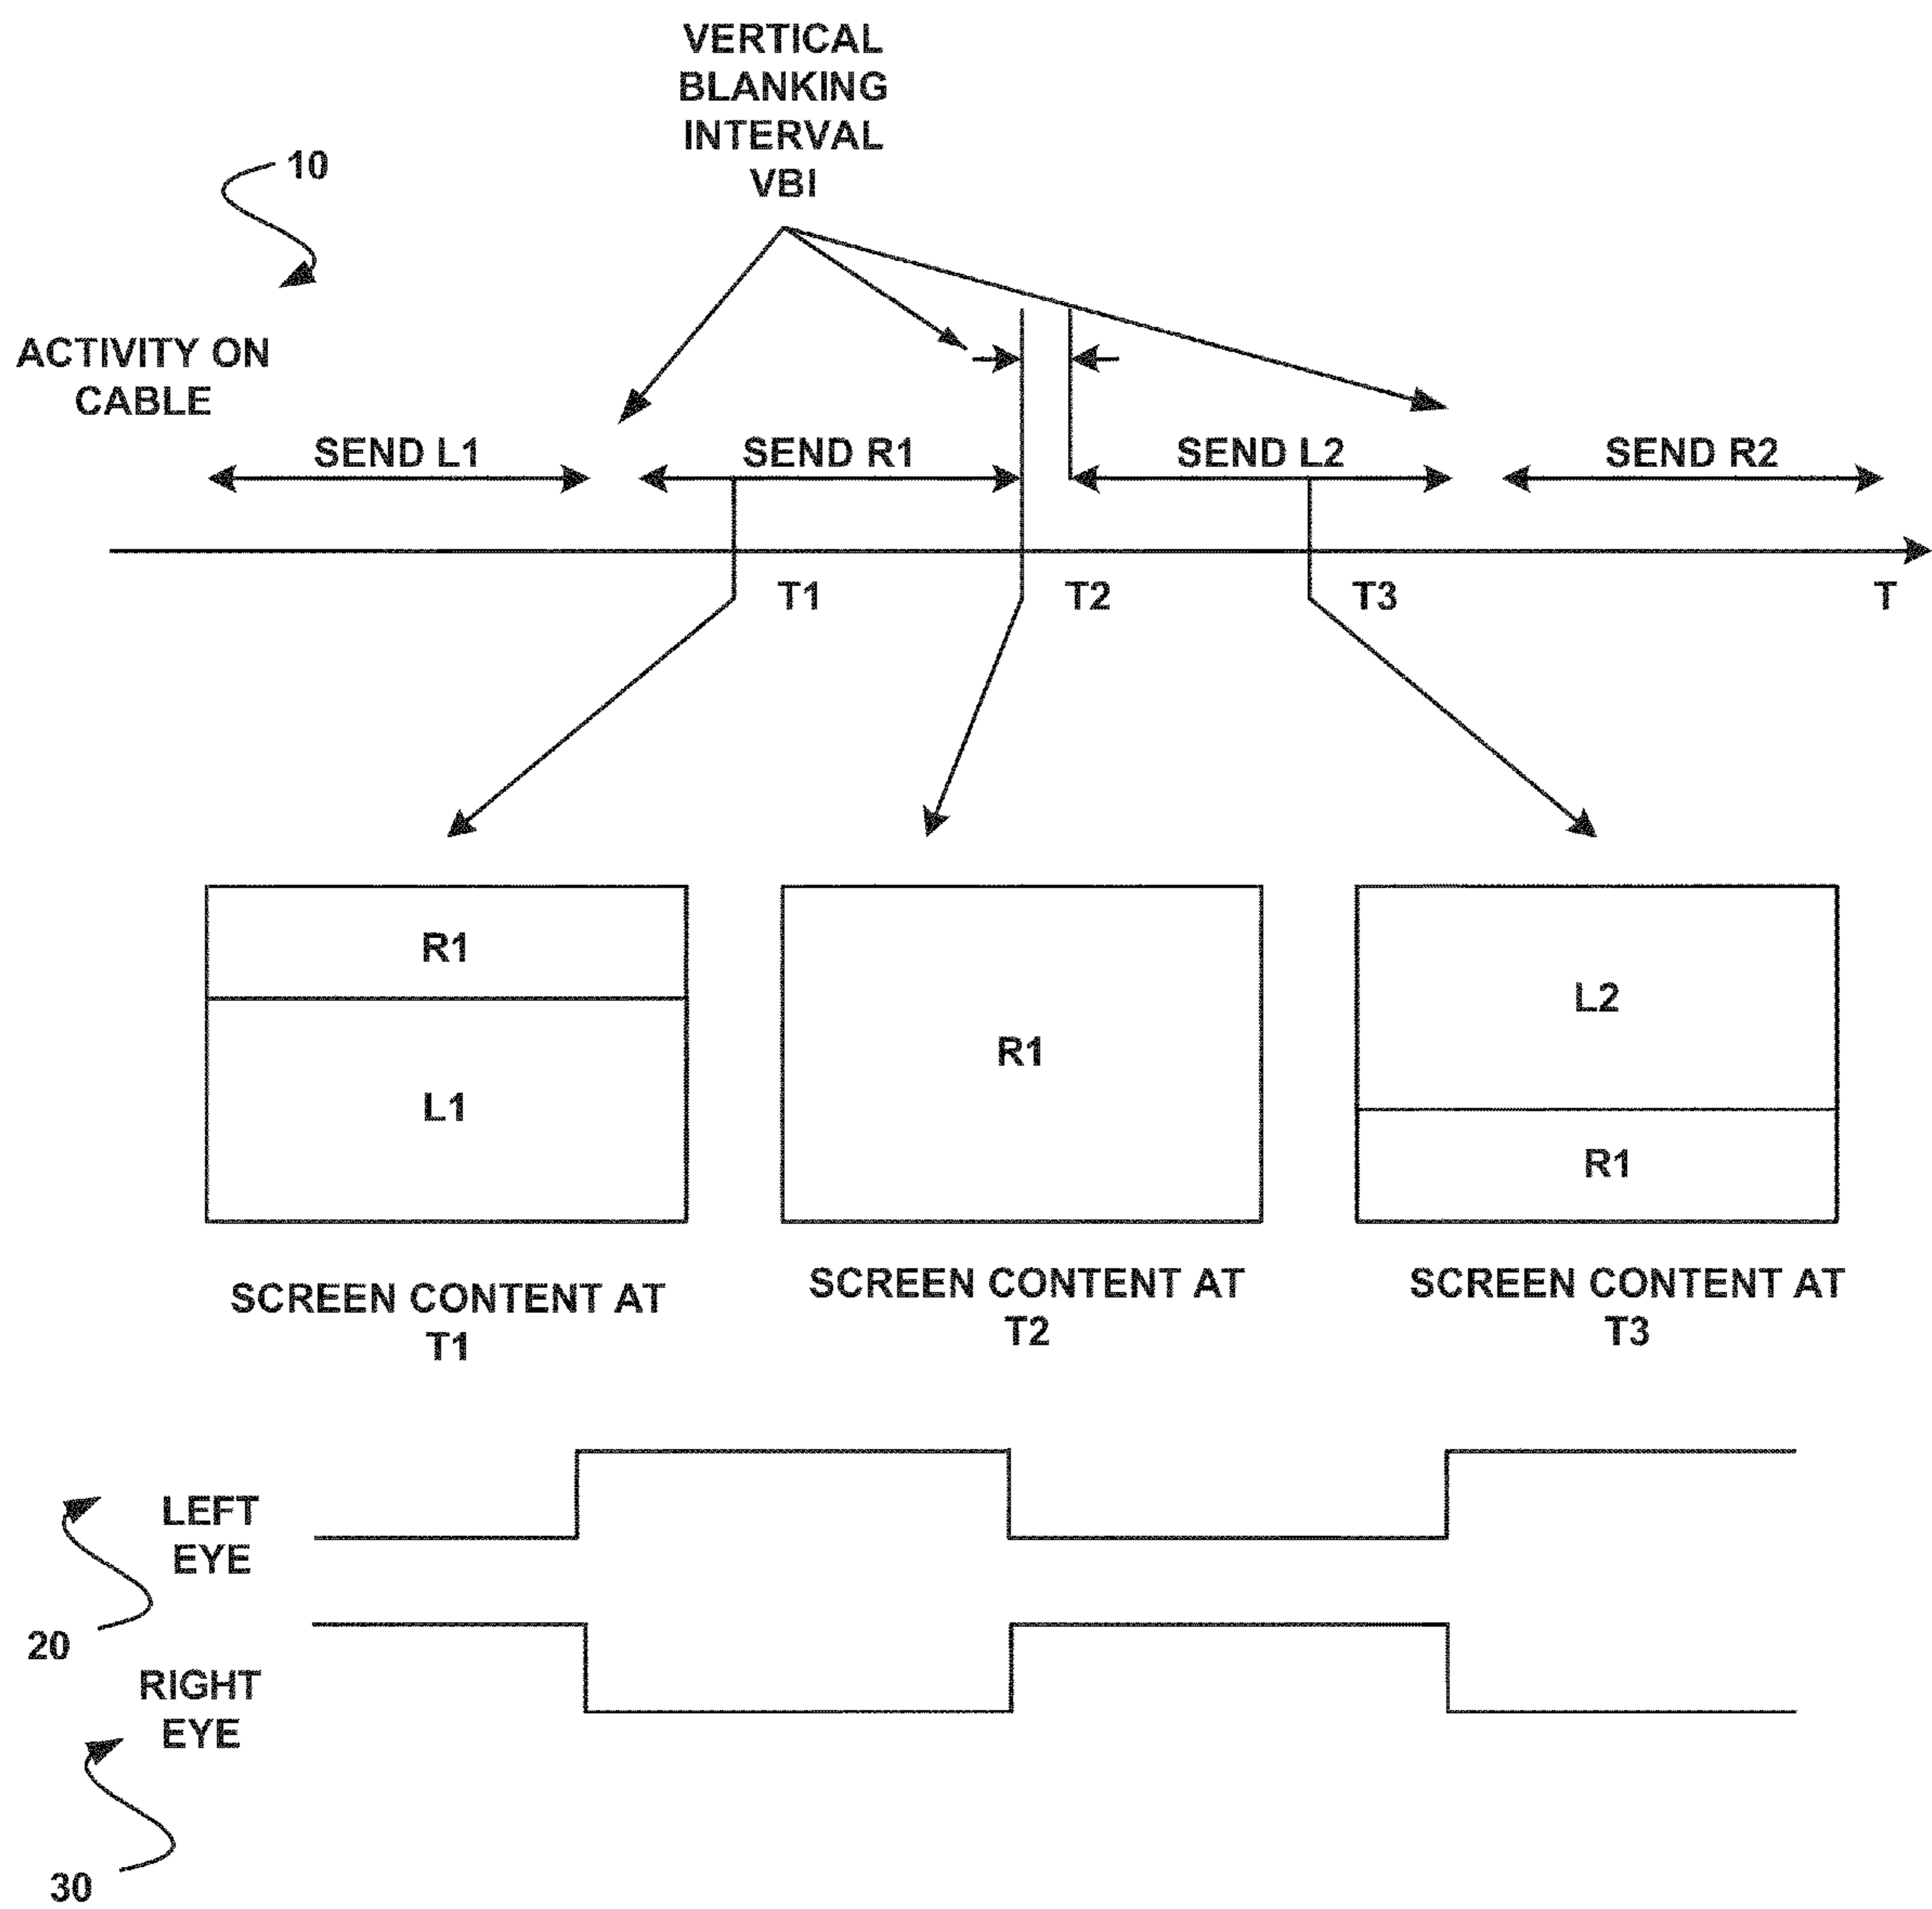 VERTICAL
BLANKING
INTERVAL
VBI
10
ACTIVITY ON
CABLE
SEND L1
SEND R1
SEND L2
SEND R2
T1
T2
T3
T
R1
L1
R1
L2
R1
SCREEN CONTENT AT
T1
SCREEN CONTENT AT
T2
SCREEN CONTENT AT
T3
LEFT
EYE
20
RIGHT
EYE
30